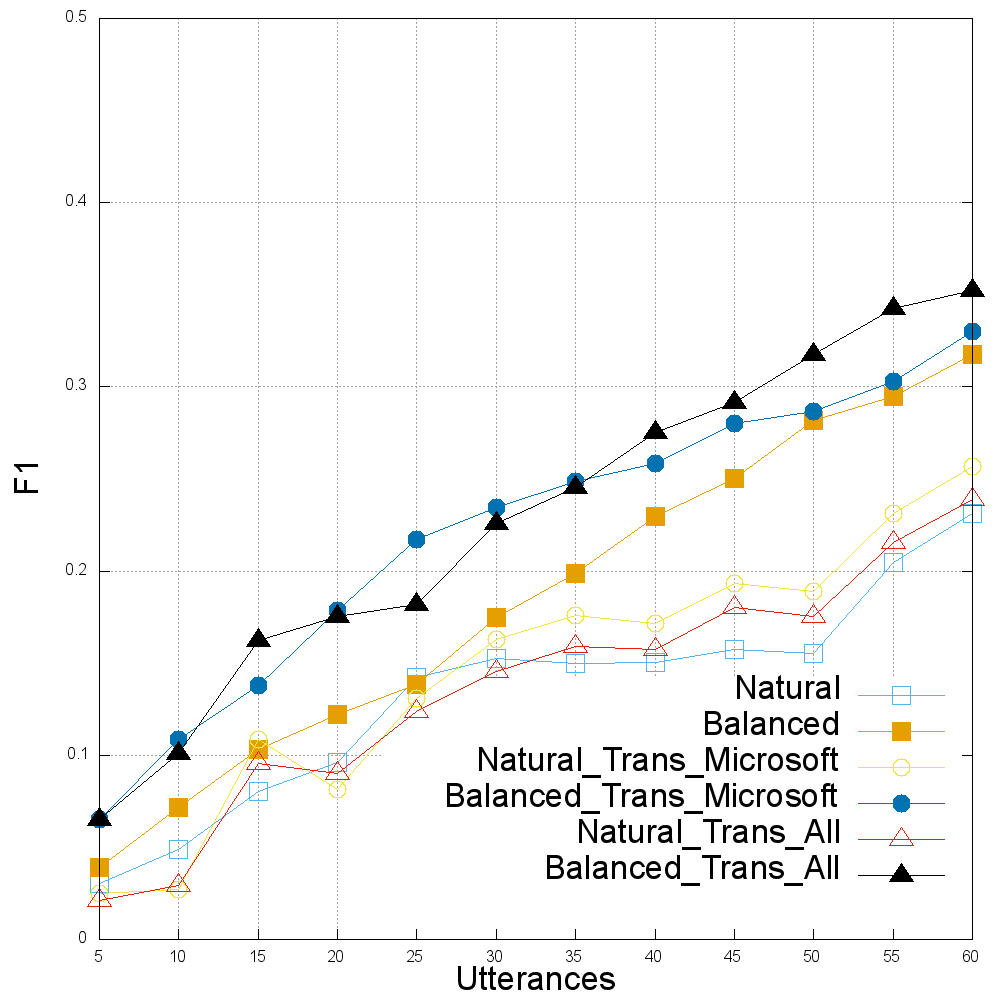 0.5
0.4
0.3
0.2
0.1
0
F1
Natural
Balanced
Natural_Trans_Microsoft
Balanced_Trans_Microsoft
Natural_Trans_All
Balanced_Trans_All
5 10 15 20 25 30 35 40 45 50 55 60
Utterances